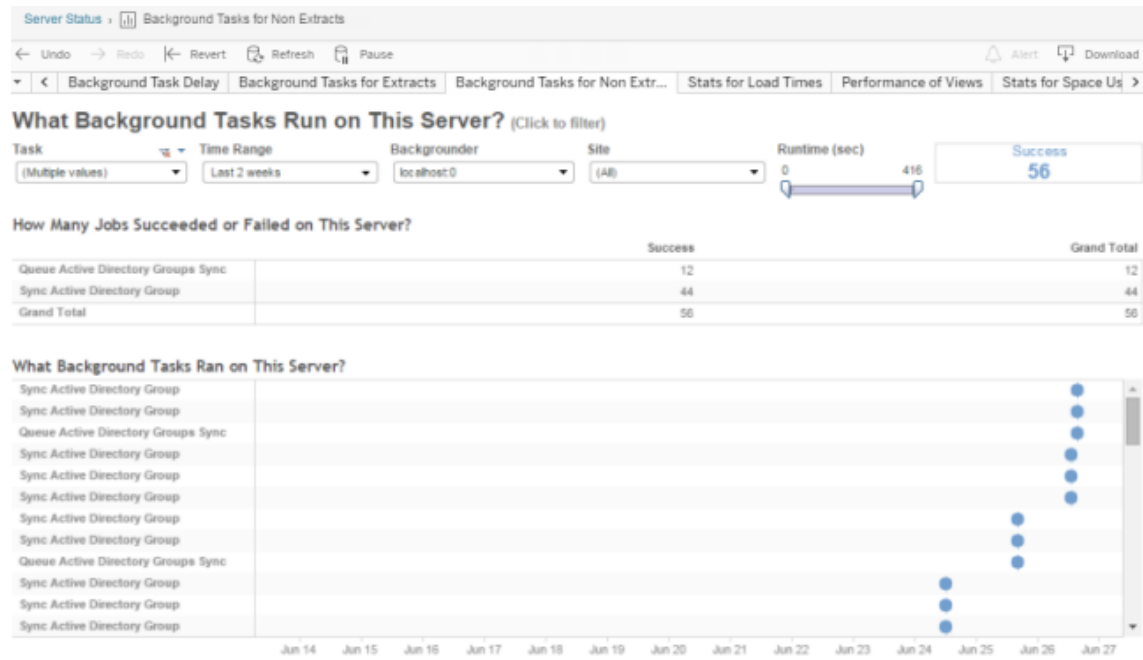 Server Status › Background Tasks for Non Extracts
Undo Redo Revert Refresh Pause Alert Download
Background Task Delay Background Tasks for Extracts Background Tasks for Non Extr... Stats for Load Times Performance of Views Stats for Space Us
What Background Tasks Run on This Server? (Click to filter)
Task Time Range Backgrounder Site Runtime (sec) Success
(Multiple values) Last 2 weeks localhost:0 (All) 0 416 56
How Many Jobs Succeeded or Failed on This Server?
Success Grand Total
Queue Active Directory Groups Sync 12 12
Sync Active Directory Group 44 44
Grand Total 56 56
What Background Tasks Ran on This Server?
Sync Active Directory Group
Sync Active Directory Group
Queue Active Directory Groups Sync
Sync Active Directory Group
Sync Active Directory Group
Sync Active Directory Group
Sync Active Directory Group
Sync Active Directory Group
Queue Active Directory Groups Sync
Sync Active Directory Group
Sync Active Directory Group
Sync Active Directory Group
Jun 14 Jun 15 Jun 16 Jun 17 Jun 18 Jun 19 Jun 20 Jun 21 Jun 22 Jun 23 Jun 24 Jun 25 Jun 26 Jun 27